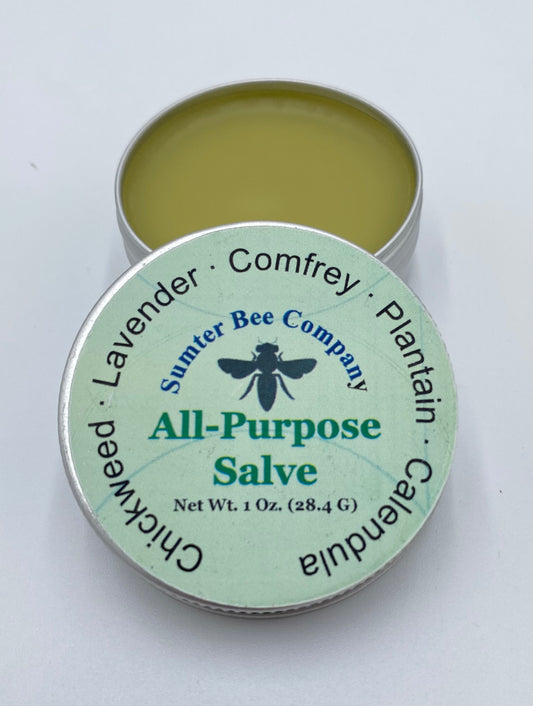 Chickweed · Lavender · Comfrey · Plantain · Calendula
Sumter Bee Company
All-Purpose
Salve
Net Wt. 1 Oz. (28.4 G)